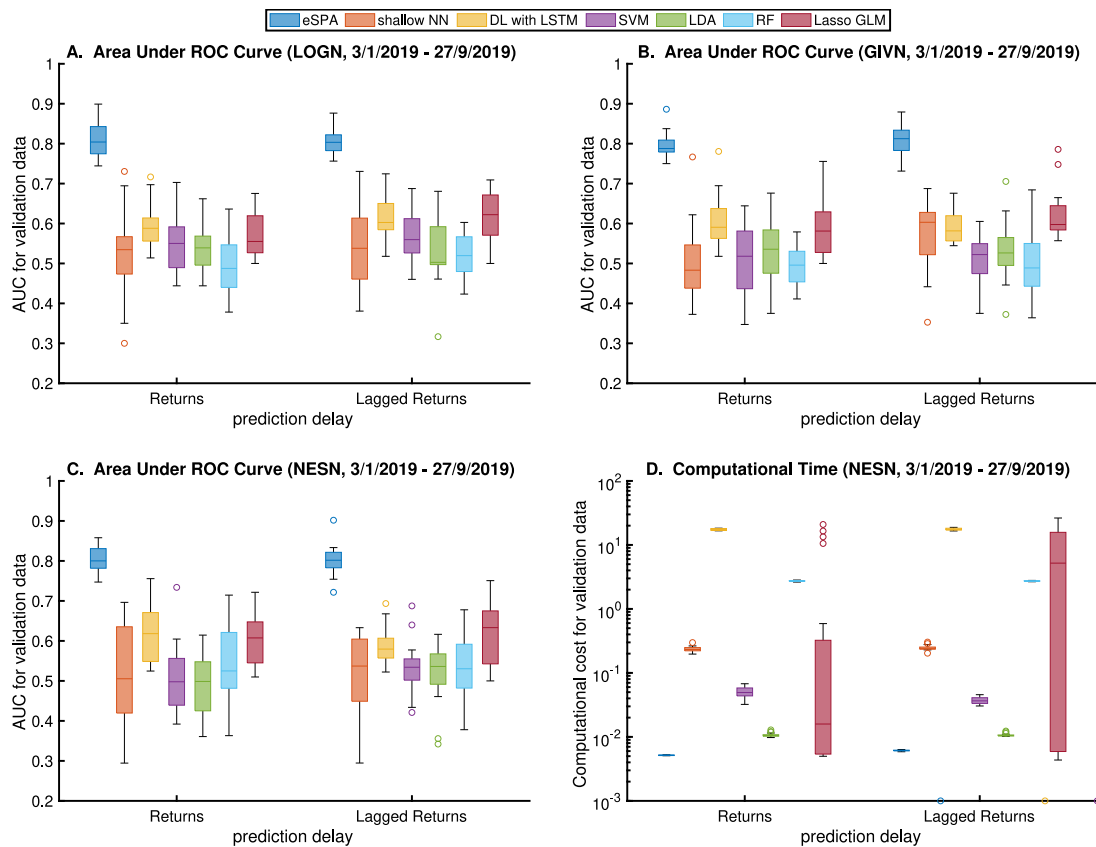 eSPA shallow NN DL with LSTM SVM LDA RF Lasso GLM
A. Area Under ROC Curve (LOGN, 3/1/2019 - 27/9/2019)
AUC for validation data
1
0.9
0.8
0.7
0.6
0.5
0.4
0.3
0.2
Returns Lagged Returns
prediction delay
B. Area Under ROC Curve (GIVN, 3/1/2019 - 27/9/2019)
AUC for validation data
1
0.9
0.8
0.7
0.6
0.5
0.4
0.3
0.2
Returns Lagged Returns
prediction delay
C. Area Under ROC Curve (NESN, 3/1/2019 - 27/9/2019)
AUC for validation data
1
0.9
0.8
0.7
0.6
0.5
0.4
0.3
0.2
Returns Lagged Returns
prediction delay
D. Computational Time (NESN, 3/1/2019 - 27/9/2019)
Computational cost for validation data
10²
10¹
10⁰
10⁻¹
10⁻²
10⁻³
Returns Lagged Returns
prediction delay